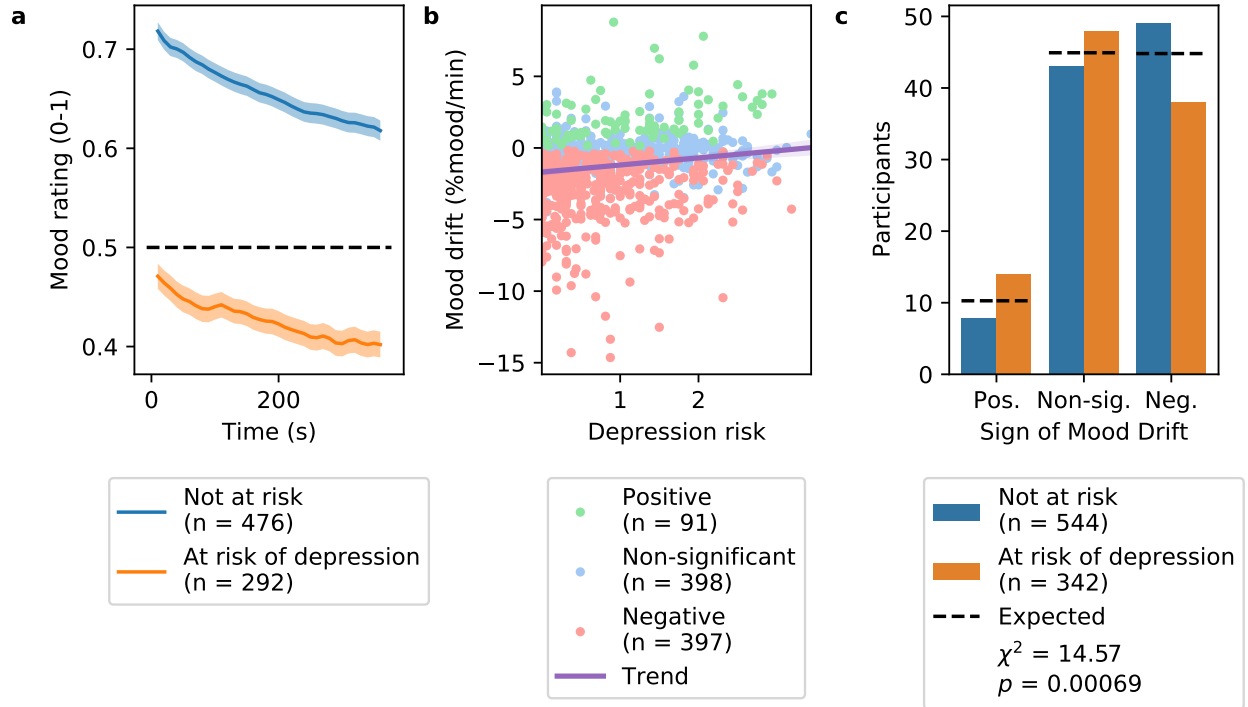 a
0.7
0.6
0.5
0.4
Mood rating (0-1)
0 200
Time (s)
Not at risk
(n = 476)
At risk of depression
(n = 292)
b
5
0
−5
−10
−15
Mood drift (%mood/min)
1 2
Depression risk
Positive
(n = 91)
Non-significant
(n = 398)
Negative
(n = 397)
Trend
c
50
40
30
20
10
0
Participants
Pos. Non-sig. Neg.
Sign of Mood Drift
Not at risk
(n = 544)
At risk of depression
(n = 342)
Expected
χ² = 14.57
p = 0.00069